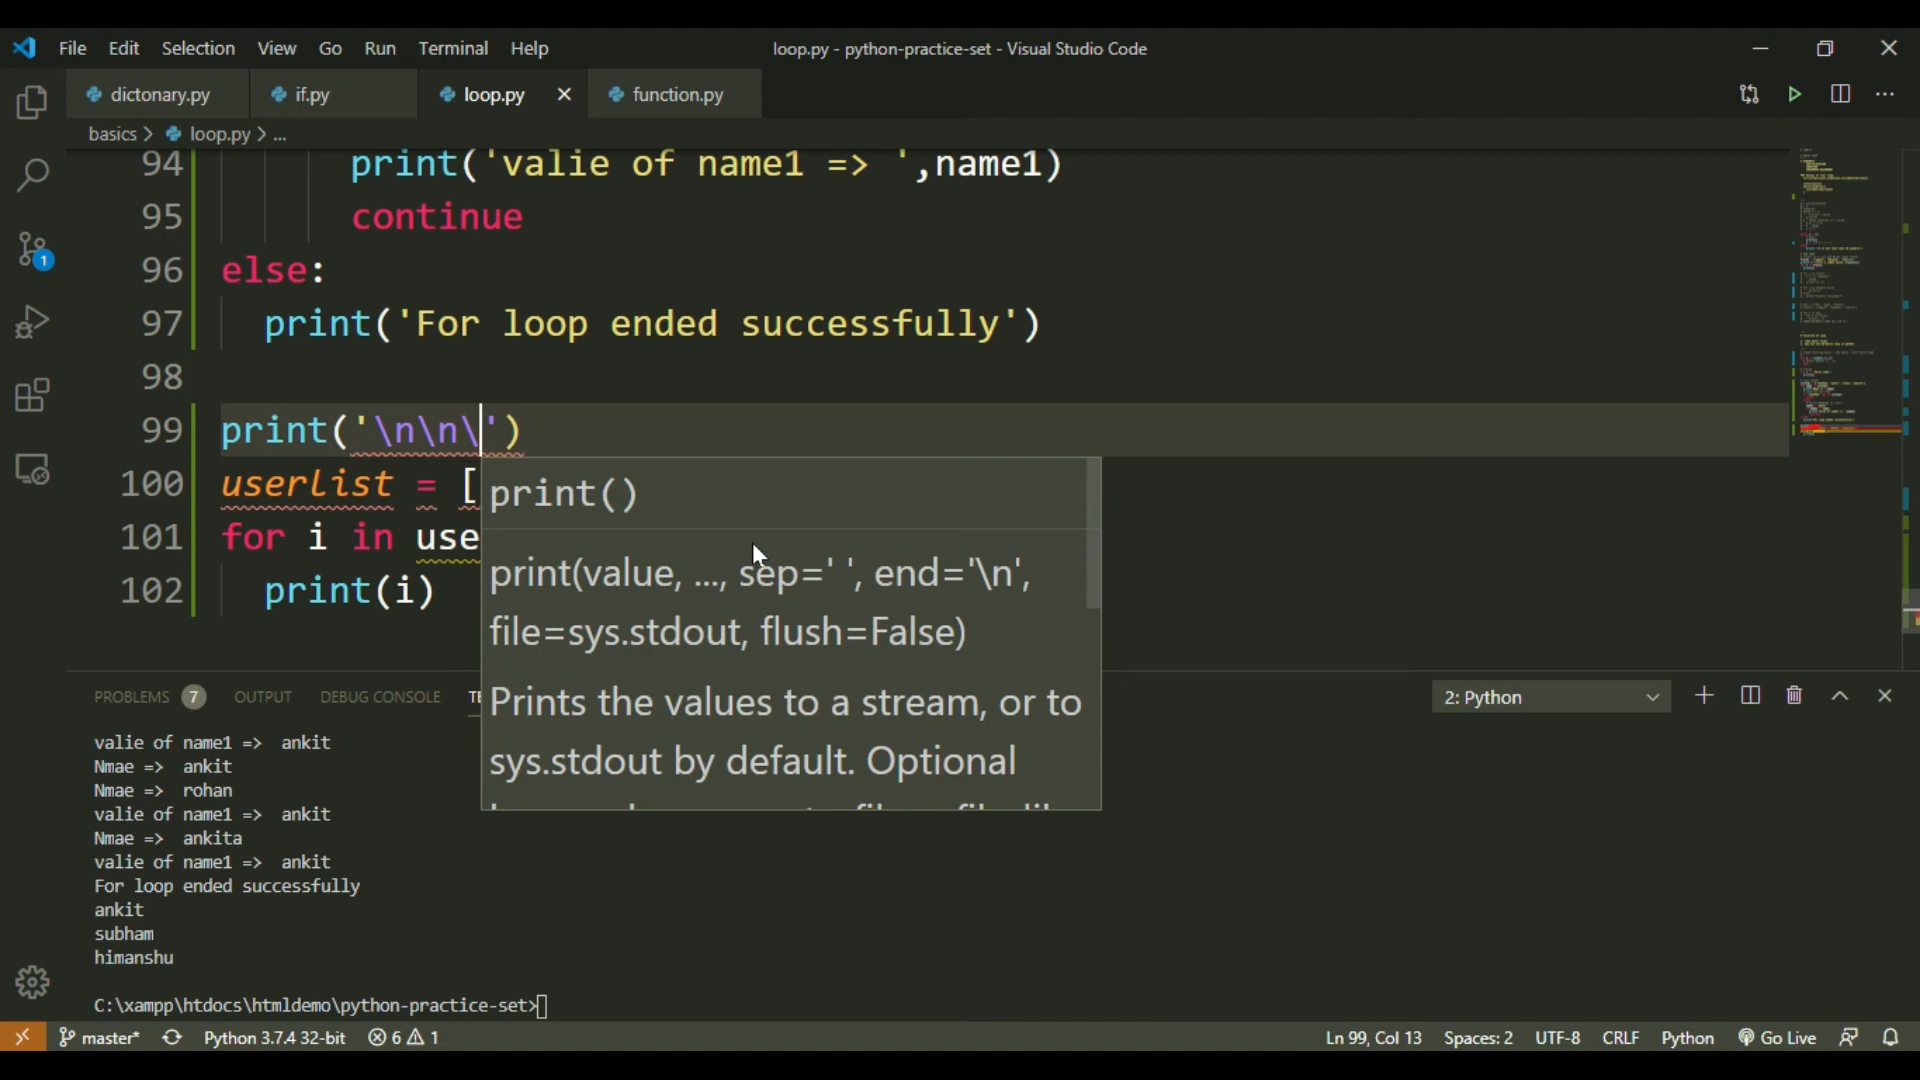 File Edit Selection View Go Run Terminal Help
loop.py - python-practice-set - Visual Studio Code
dictonary.py if.py loop.py function.py
basics > loop.py > ...
94 print('valie of name1 => ',name1)
95 continue
96 else:
97 print('For loop ended successfully')
98
99 print('\n\n\')
100 userlist = [
101 for i in use
102 print(i)
print()
print(value, ..., sep=' ', end='\n',
file=sys.stdout, flush=False)
Prints the values to a stream, or to
sys.stdout by default. Optional
PROBLEMS 7 OUTPUT DEBUG CONSOLE TE
2: Python
valie of name1 => ankit
Nmae => ankit
Nmae => rohan
valie of name1 => ankit
Nmae => ankita
valie of name1 => ankit
For loop ended successfully
ankit
subham
himanshu
C:\xampp\htdocs\htmldemo\python-practice-set>
1
master* Python 3.7.4 32-bit 6 1 Ln 99, Col 13 Spaces: 2 UTF-8 CRLF Python Go Live